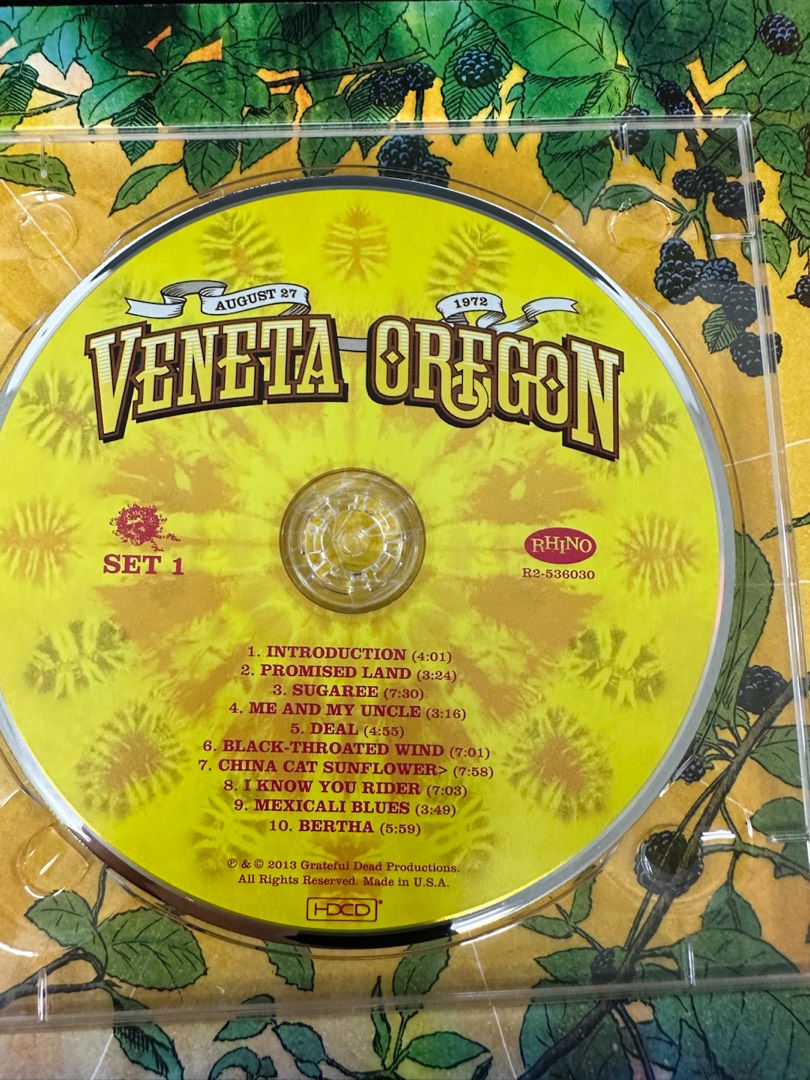 AUGUST 27
1972
VENETA OREGON
SET 1
RHINO
R2-536030
1. INTRODUCTION (4:01)
2. PROMISED LAND (3:24)
3. SUGAREE (7:30)
4. ME AND MY UNCLE (3:16)
5. DEAL (4:55)
6. BLACK-THROATED WIND (7:01)
7. CHINA CAT SUNFLOWER> (7:58)
8. I KNOW YOU RIDER (7:03)
9. MEXICALI BLUES (3:49)
10. BERTHA (5:59)
℗ & © 2013 Grateful Dead Productions.
All Rights Reserved. Made in U.S.A.
HDCD®